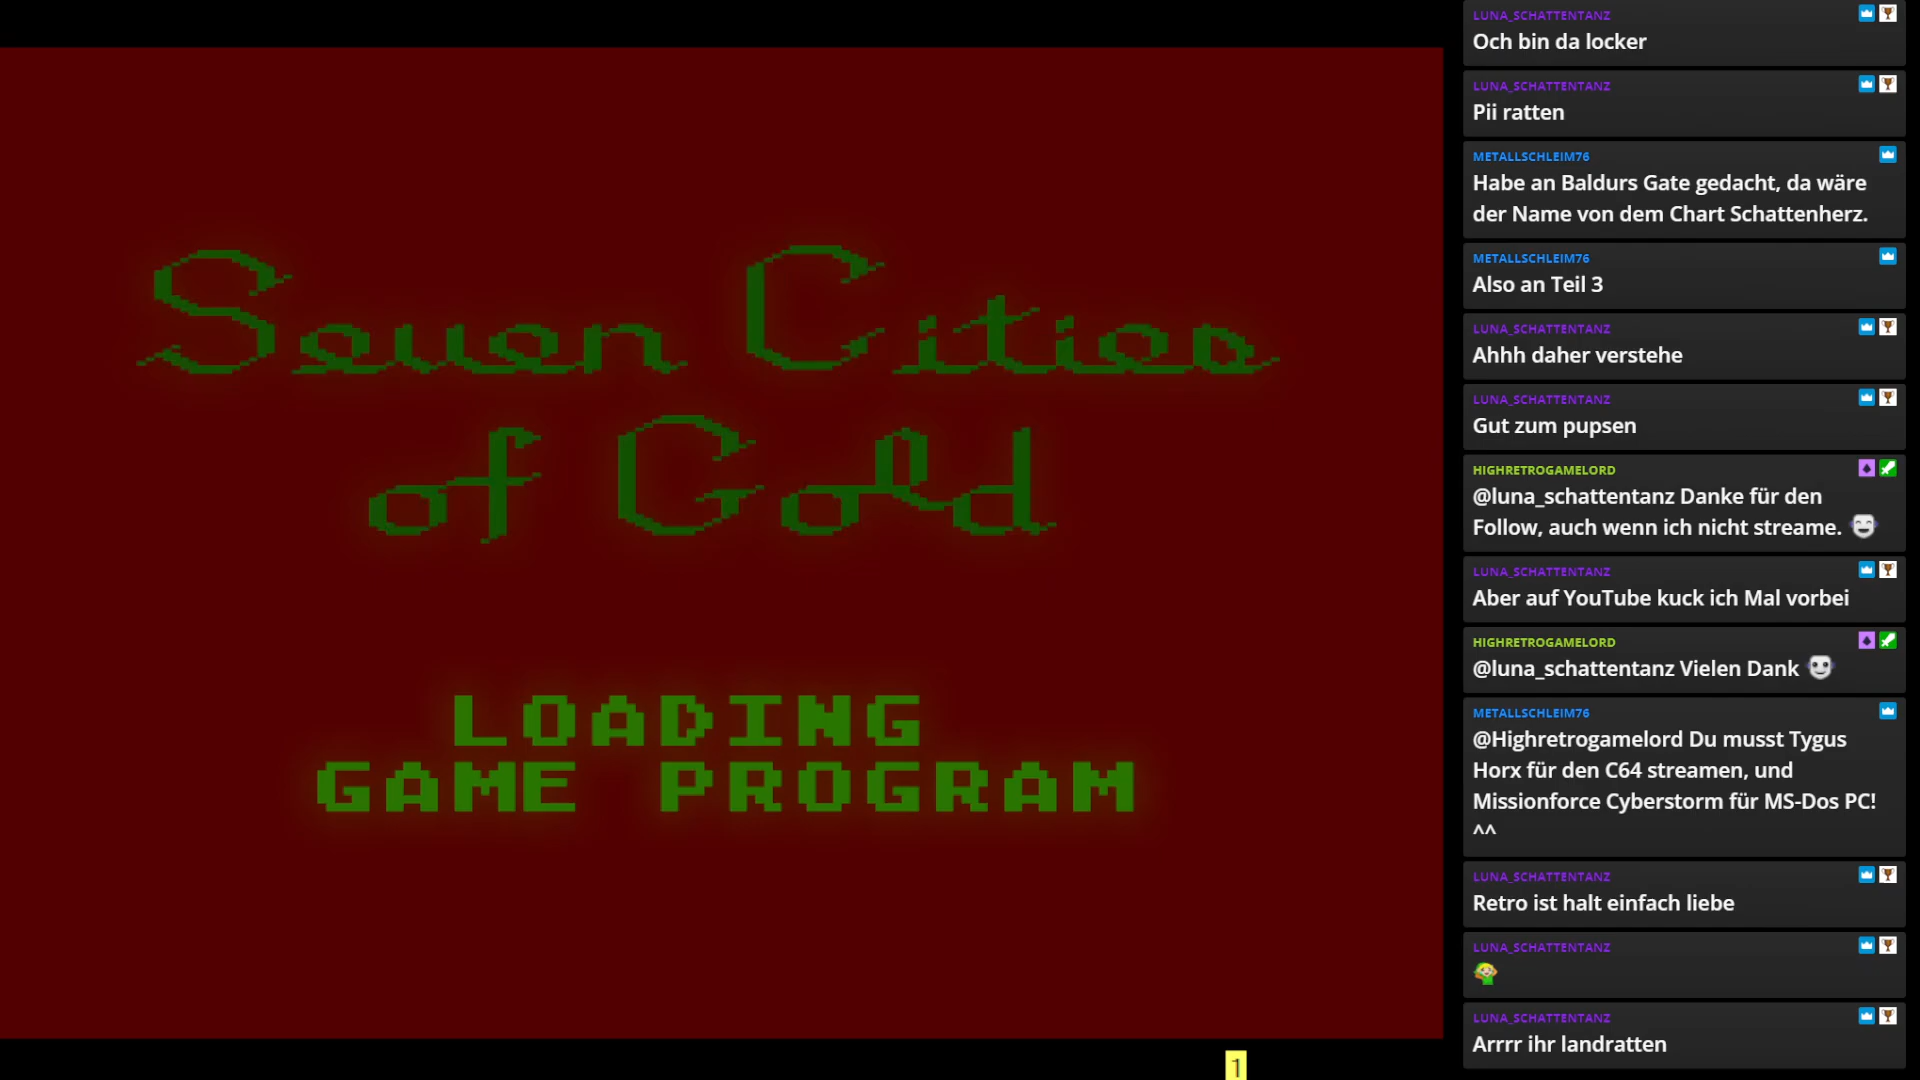 Seven Cities
of Gold
LOADING
GAME PROGRAM
1
LUNA_SCHATTENTANZ
Och bin da locker
LUNA_SCHATTENTANZ
Pii ratten
METALLSCHLEIM76
Habe an Baldurs Gate gedacht, da wäre
der Name von dem Chart Schattenherz.
METALLSCHLEIM76
Also an Teil 3
LUNA_SCHATTENTANZ
Ahhh daher verstehe
LUNA_SCHATTENTANZ
Gut zum pupsen
HIGHRETROGAMELORD
@luna_schattentanz Danke für den
Follow, auch wenn ich nicht streame.
LUNA_SCHATTENTANZ
Aber auf YouTube kuck ich Mal vorbei
HIGHRETROGAMELORD
@luna_schattentanz Vielen Dank
METALLSCHLEIM76
@Highretrogamelord Du musst Tygus
Horx für den C64 streamen, und
Missionforce Cyberstorm für MS-Dos PC!
^^
LUNA_SCHATTENTANZ
Retro ist halt einfach liebe
LUNA_SCHATTENTANZ
LUNA_SCHATTENTANZ
Arrrr ihr landratten